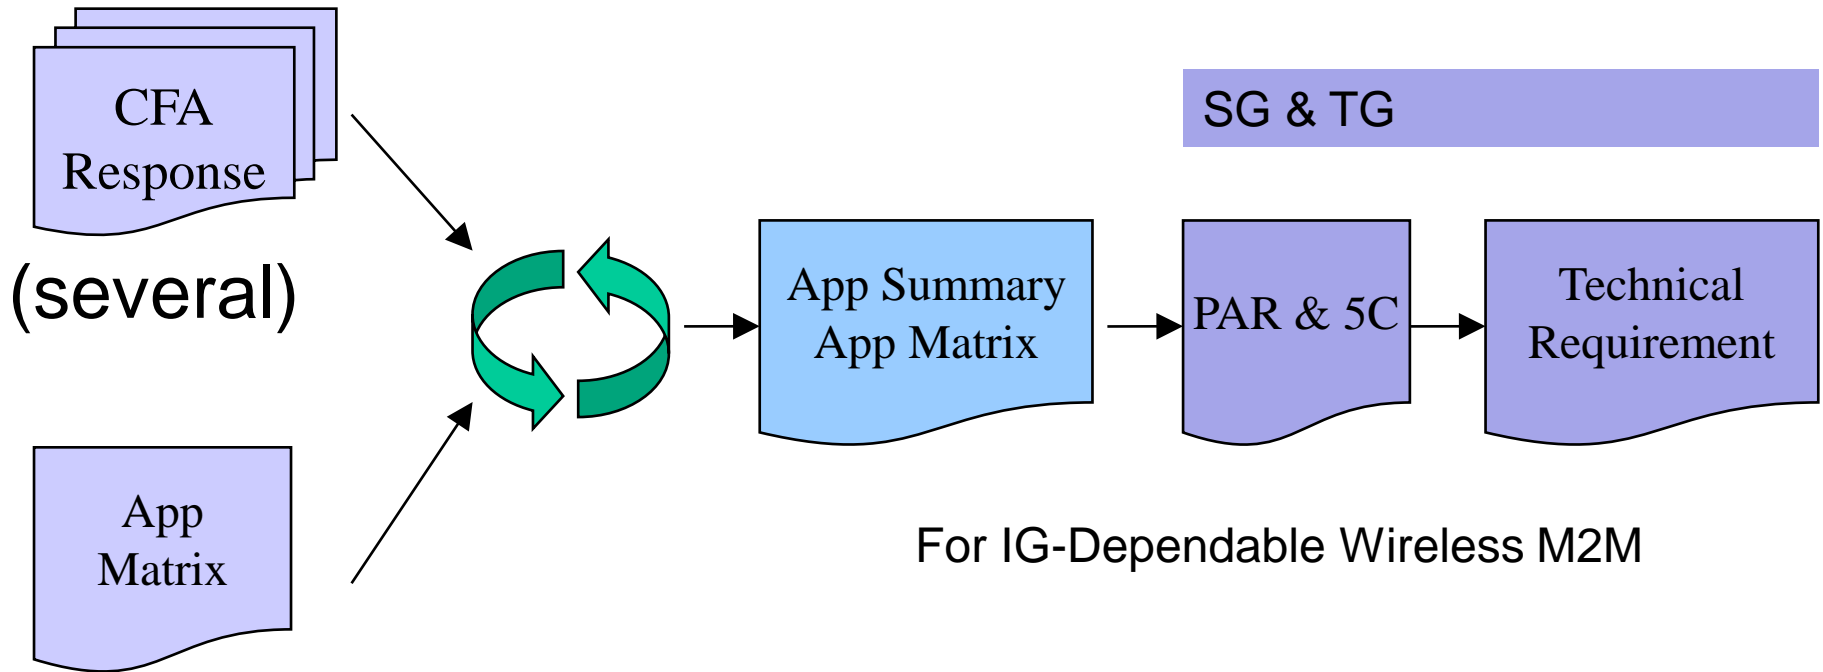 CFA
Response
(several)
App
Matrix
App Summary
App Matrix
SG & TG
PAR & 5C
Technical
Requirement
For IG-Dependable Wireless M2M